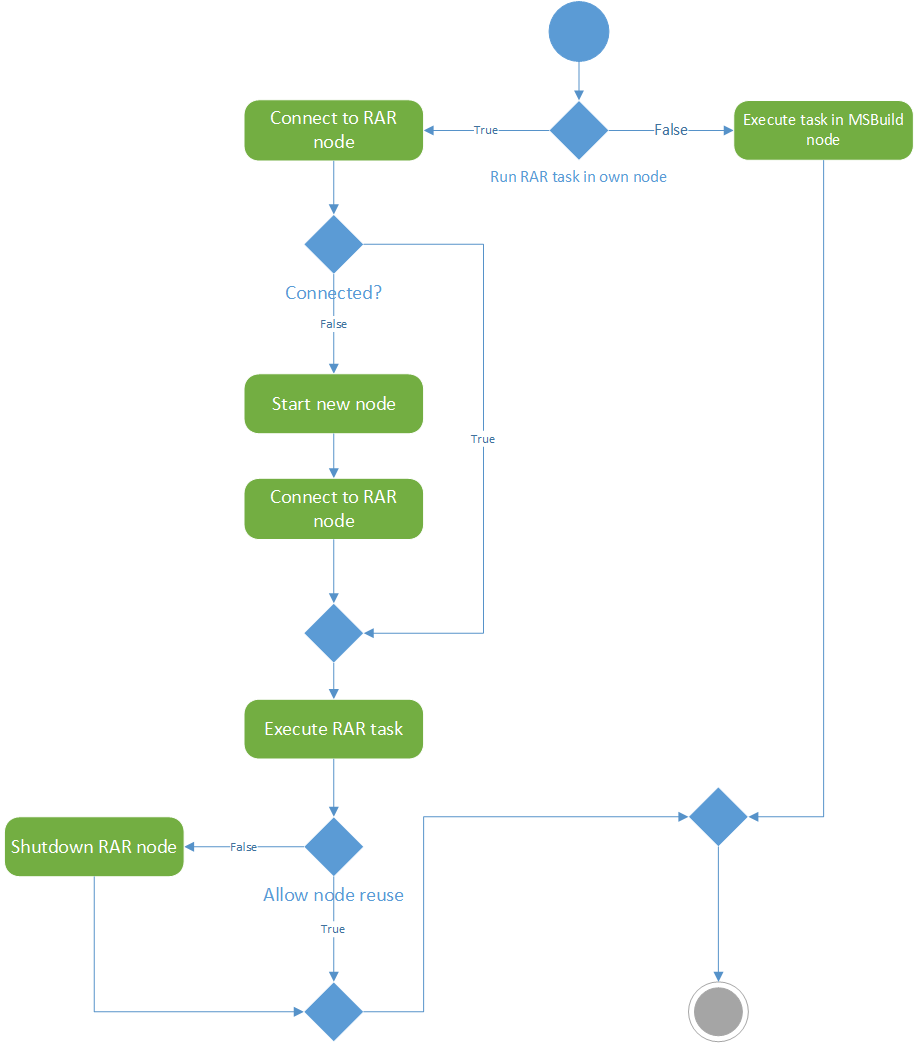 Connect to RAR
node
True
False
Execute task in MSBuild
node
Run RAR task in own node
Connected?
False
Start new node
True
Connect to RAR
node
Execute RAR task
Shutdown RAR node
False
Allow node reuse
True